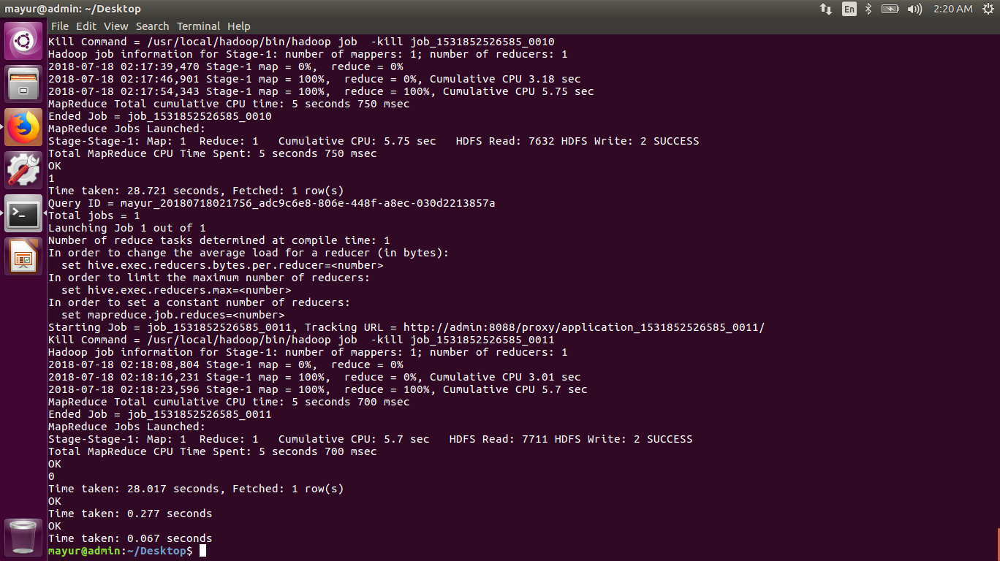 mayur@admin: ~/Desktop
En
2:20 AM
File Edit View Search Terminal Help
Kill Command = /usr/local/hadoop/bin/hadoop job  -kill job_1531852526585_0010
Hadoop job information for Stage-1: number of mappers: 1; number of reducers: 1
2018-07-18 02:17:39,470 Stage-1 map = 0%,  reduce = 0%
2018-07-18 02:17:46,901 Stage-1 map = 100%,  reduce = 0%, Cumulative CPU 3.18 sec
2018-07-18 02:17:54,343 Stage-1 map = 100%,  reduce = 100%, Cumulative CPU 5.75 sec
MapReduce Total cumulative CPU time: 5 seconds 750 msec
Ended Job = job_1531852526585_0010
MapReduce Jobs Launched:
Stage-Stage-1: Map: 1  Reduce: 1   Cumulative CPU: 5.75 sec   HDFS Read: 7632 HDFS Write: 2 SUCCESS
Total MapReduce CPU Time Spent: 5 seconds 750 msec
OK
1
Time taken: 28.721 seconds, Fetched: 1 row(s)
Query ID = mayur_20180718021756_adc9c6e8-806e-448f-a8ec-030d2213857a
Total jobs = 1
Launching Job 1 out of 1
Number of reduce tasks determined at compile time: 1
In order to change the average load for a reducer (in bytes):
  set hive.exec.reducers.bytes.per.reducer=<number>
In order to limit the maximum number of reducers:
  set hive.exec.reducers.max=<number>
In order to set a constant number of reducers:
  set mapreduce.job.reduces=<number>
Starting Job = job_1531852526585_0011, Tracking URL = http://admin:8088/proxy/application_1531852526585_0011/
Kill Command = /usr/local/hadoop/bin/hadoop job  -kill job_1531852526585_0011
Hadoop job information for Stage-1: number of mappers: 1; number of reducers: 1
2018-07-18 02:18:08,804 Stage-1 map = 0%,  reduce = 0%
2018-07-18 02:18:16,231 Stage-1 map = 100%,  reduce = 0%, Cumulative CPU 3.01 sec
2018-07-18 02:18:23,596 Stage-1 map = 100%,  reduce = 100%, Cumulative CPU 5.7 sec
MapReduce Total cumulative CPU time: 5 seconds 700 msec
Ended Job = job_1531852526585_0011
MapReduce Jobs Launched:
Stage-Stage-1: Map: 1  Reduce: 1   Cumulative CPU: 5.7 sec   HDFS Read: 7711 HDFS Write: 2 SUCCESS
Total MapReduce CPU Time Spent: 5 seconds 700 msec
OK
0
Time taken: 28.017 seconds, Fetched: 1 row(s)
OK
Time taken: 0.277 seconds
OK
Time taken: 0.067 seconds
mayur@admin:~/Desktop$